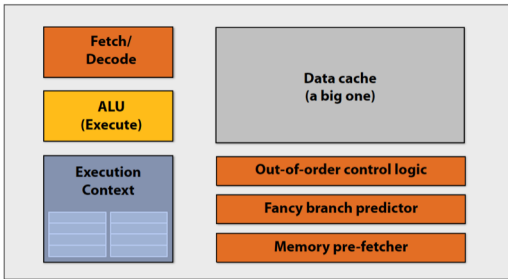 Fetch/
Decode
ALU
(Execute)
Execution
Context
Data cache
(a big one)
Out-of-order control logic
Fancy branch predictor
Memory pre-fetcher